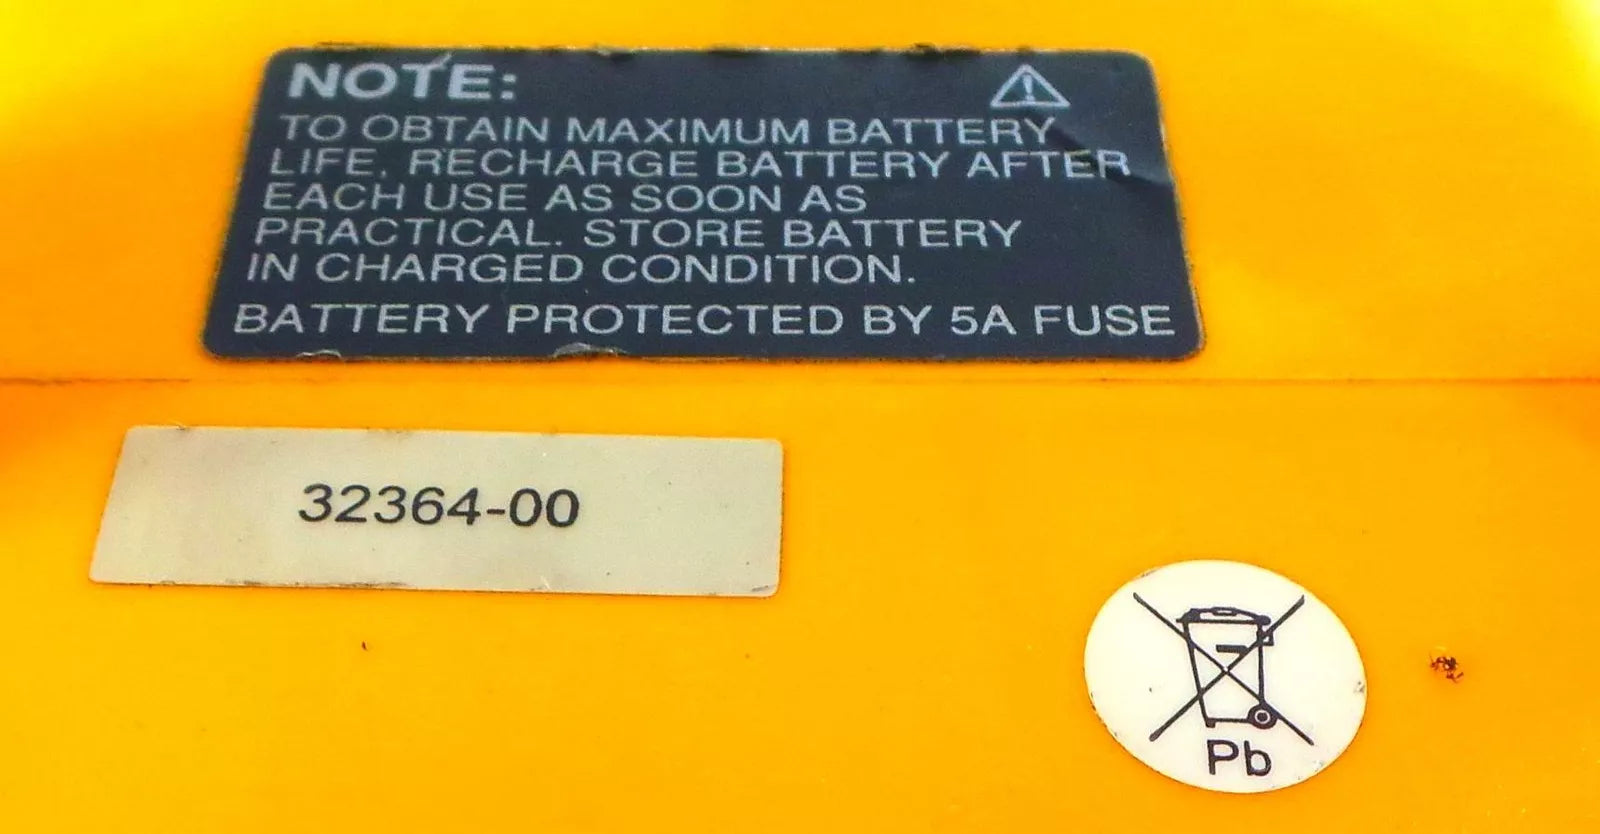 NOTE:
TO OBTAIN MAXIMUM BATTERY
LIFE, RECHARGE BATTERY AFTER
EACH USE AS SOON AS
PRACTICAL. STORE BATTERY
IN CHARGED CONDITION.
BATTERY PROTECTED BY 5A FUSE
32364-00
Pb